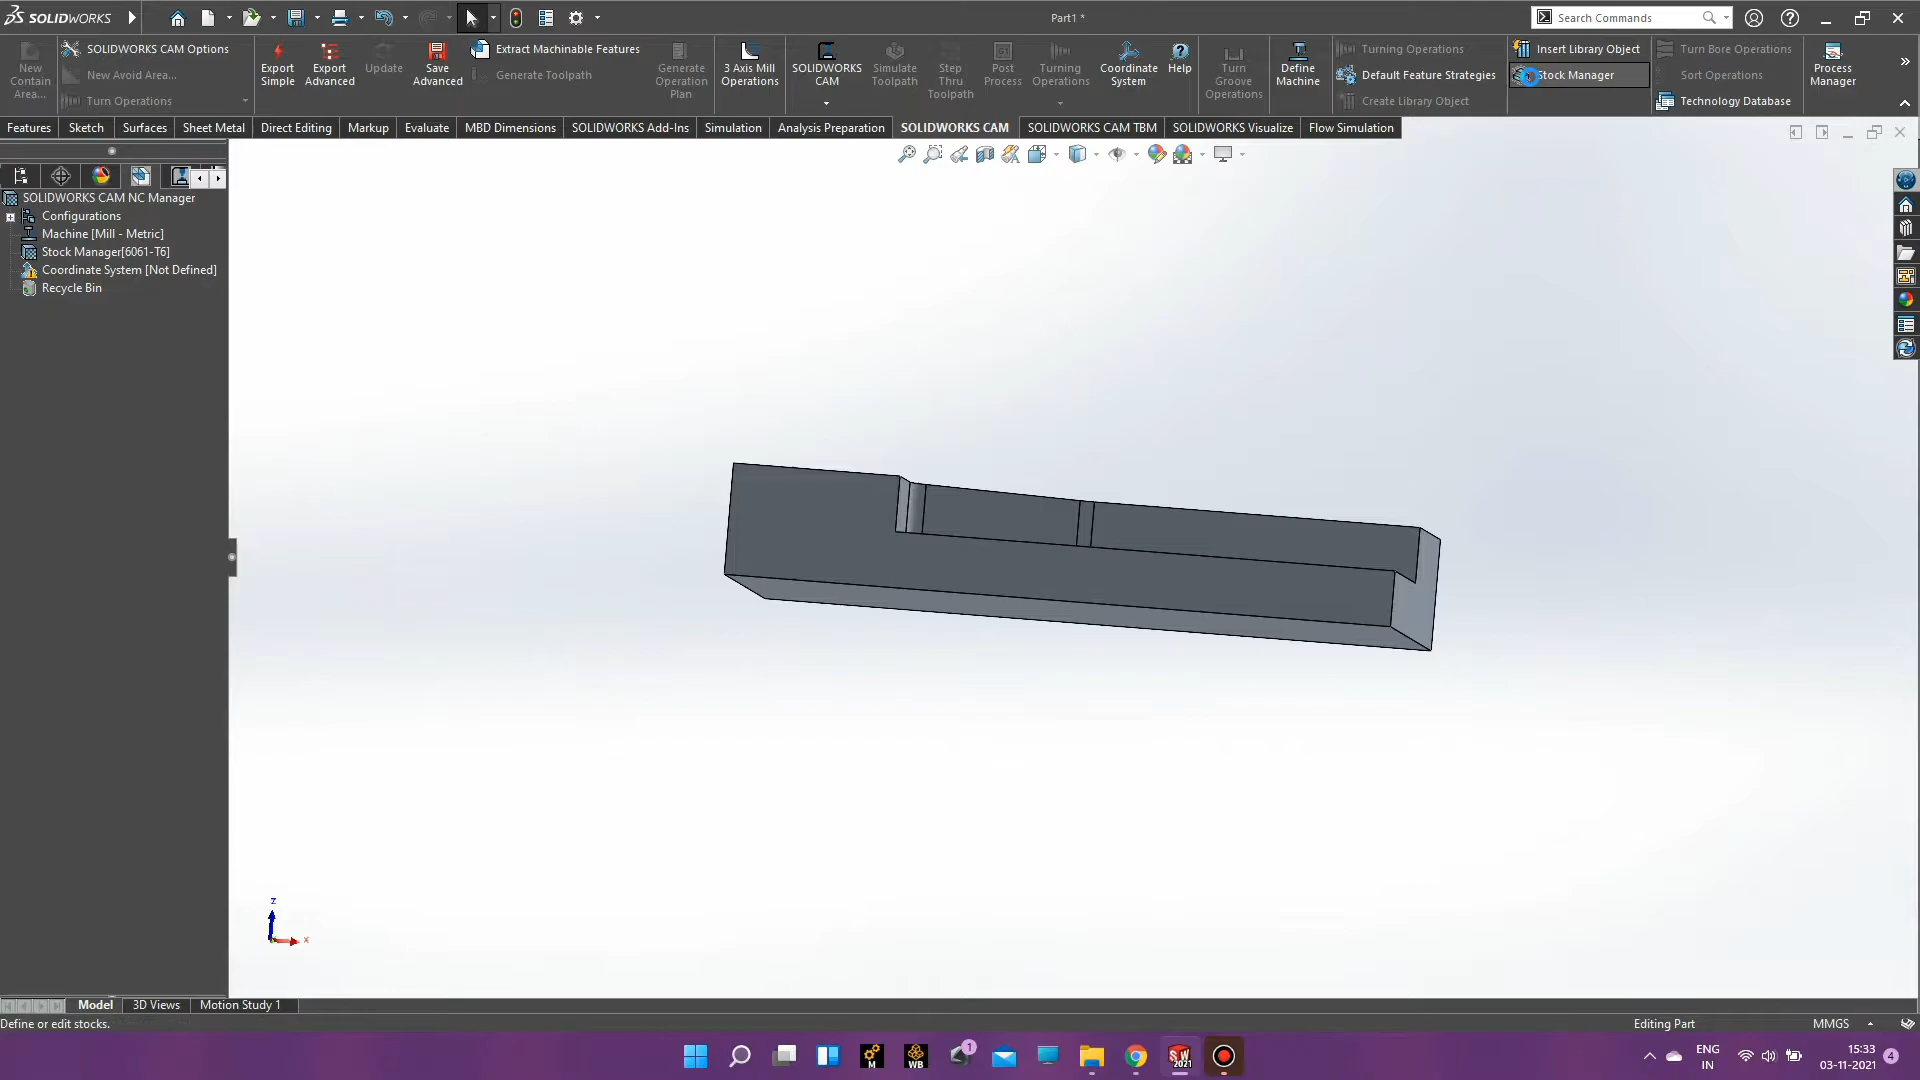 SOLIDWORKS
Part1 *
Search Commands
New Contain Area...
SOLIDWORKS CAM Options
New Avoid Area...
Turn Operations
Export Simple
Export Advanced
Update
Save Advanced
Extract Machinable Features
Generate Toolpath
Generate Operation Plan
3 Axis Mill Operations
SOLIDWORKS CAM
Simulate Toolpath
Step Thru Toolpath
Post Process
Turning Operations
Coordinate System
Help
Turn Groove Operations
Define Machine
Turning Operations
Default Feature Strategies
Create Library Object
Insert Library Object
Stock Manager
Turn Bore Operations
Sort Operations
Technology Database
Process Manager
Features
Sketch
Surfaces
Sheet Metal
Direct Editing
Markup
Evaluate
MBD Dimensions
SOLIDWORKS Add-Ins
Simulation
Analysis Preparation
SOLIDWORKS CAM
SOLIDWORKS CAM TBM
SOLIDWORKS Visualize
Flow Simulation
SOLIDWORKS CAM NC Manager
Configurations
Machine [Mill - Metric]
Stock Manager[6061-T6]
Coordinate System [Not Defined]
Recycle Bin
z
x
Model
3D Views
Motion Study 1
Define or edit stocks.
Editing Part
MMGS
M
WB
1
SW
2021
ENG
IN
15:33
03-11-2021
4